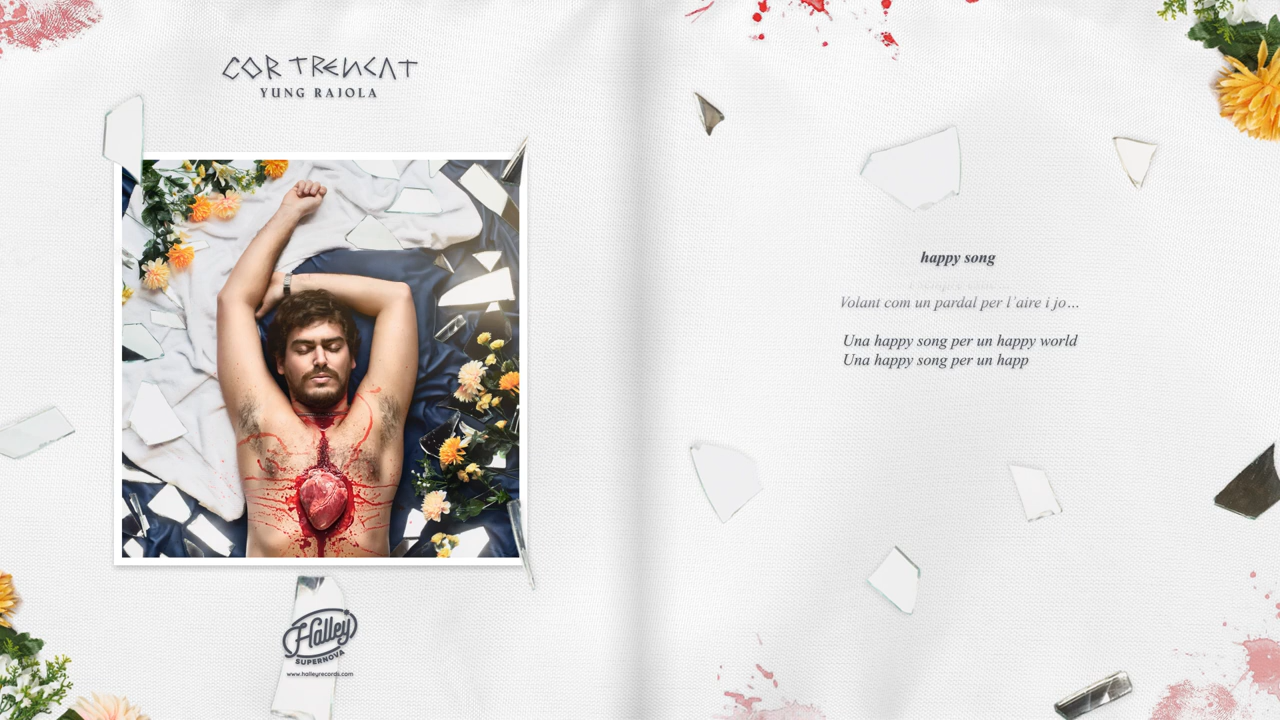 COR TRENCAT
YUNG RAJOLA
Halley
SUPERNOVA
www.halleyrecords.com
happy song
Volant com un pardal per l'aire i jo…
Una happy song per un happy world
Una happy song per un happ